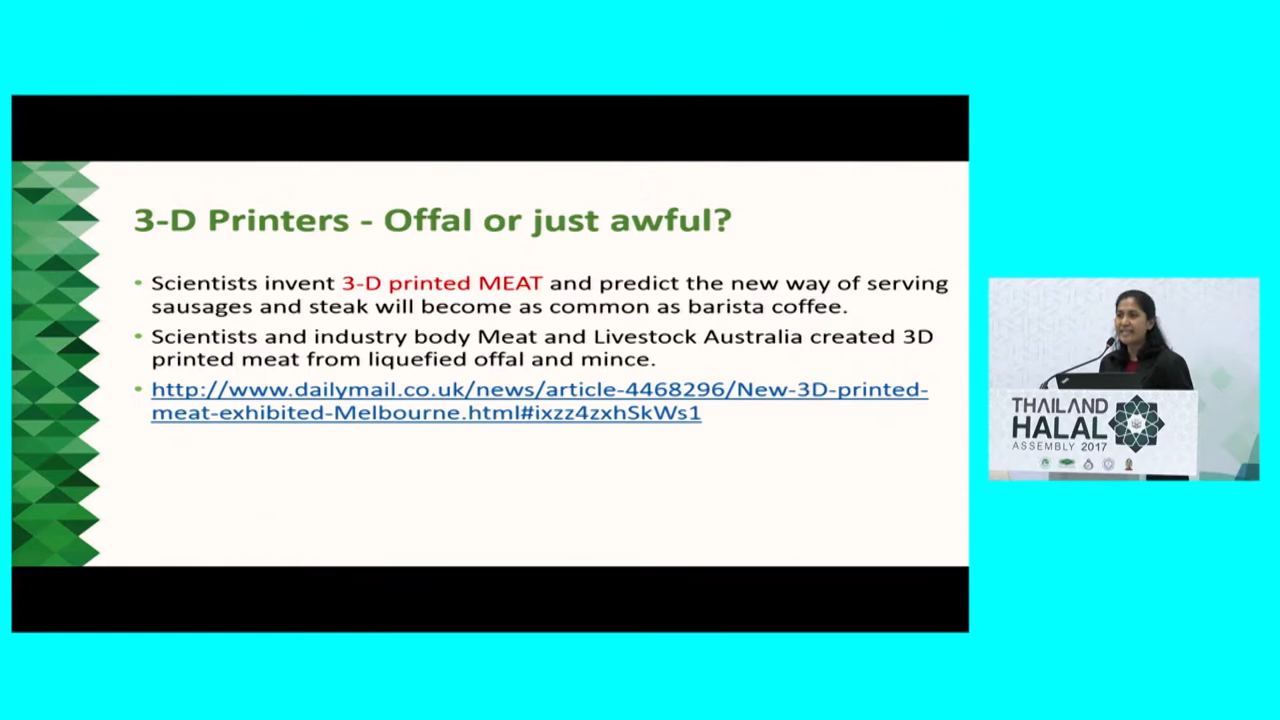 3-D Printers - Offal or just awful?
• Scientists invent 3-D printed MEAT and predict the new way of serving
sausages and steak will become as common as barista coffee.
• Scientists and industry body Meat and Livestock Australia created 3D
printed meat from liquefied offal and mince.
• http://www.dailymail.co.uk/news/article-4468296/New-3D-printed-
meat-exhibited-Melbourne.html#ixzz4zxhSkWs1
THAILAND
HALAL
ASSEMBLY 2017